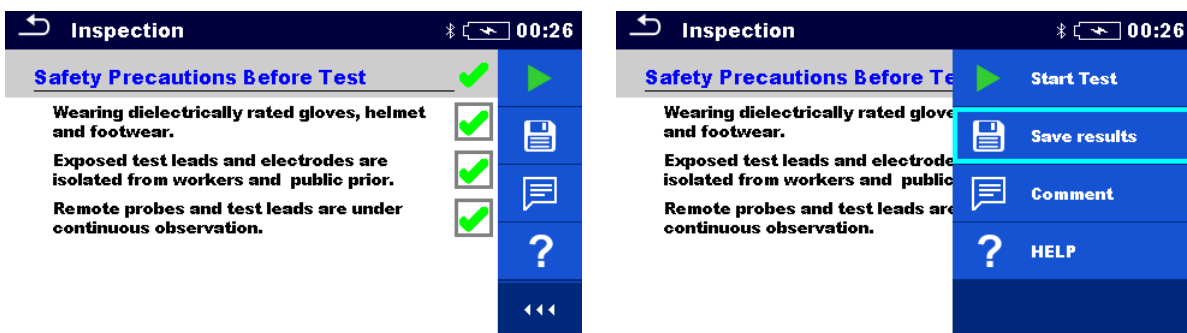 Inspection
00:26
Safety Precautions Before Test
Wearing dielectrically rated gloves, helmet
and footwear.
Exposed test leads and electrodes are
isolated from workers and public prior.
Remote probes and test leads are under
continuous observation.
?
Inspection
00:26
Safety Precautions Before Te
Wearing dielectrically rated glove
and footwear.
Exposed test leads and electrode
isolated from workers and public
Remote probes and test leads are
continuous observation.
Start Test
Save results
Comment
? HELP